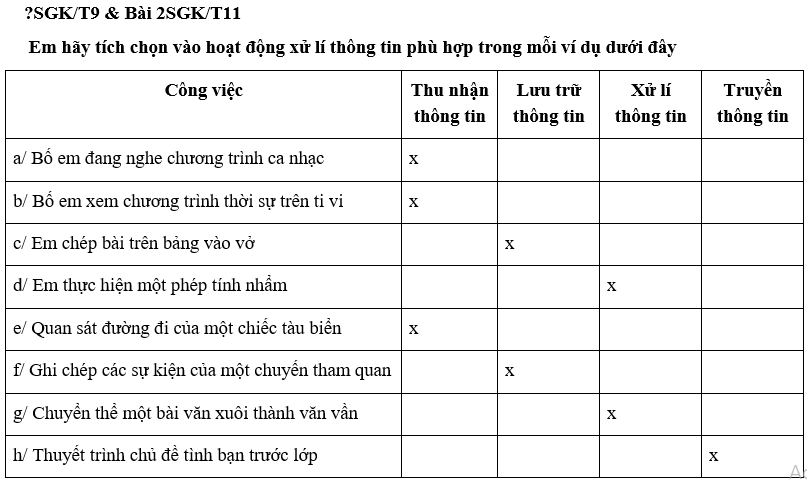 ?SGK/T9 & Bài 2SGK/T11
Em hãy tích chọn vào hoạt động xử lí thông tin phù hợp trong mỗi ví dụ dưới đây
Công việc | Thu nhận thông tin | Lưu trữ thông tin | Xử lí thông tin | Truyền thông tin
a/ Bố em đang nghe chương trình ca nhạc | x | | |
b/ Bố em xem chương trình thời sự trên ti vi | x | | |
c/ Em chép bài trên bảng vào vở | | x | |
d/ Em thực hiện một phép tính nhẩm | | | x |
e/ Quan sát đường đi của một chiếc tàu biển | x | | |
f/ Ghi chép các sự kiện của một chuyến tham quan | | x | |
g/ Chuyển thể một bài văn xuôi thành văn vần | | | x |
h/ Thuyết trình chủ đề tình bạn trước lớp | | | | x